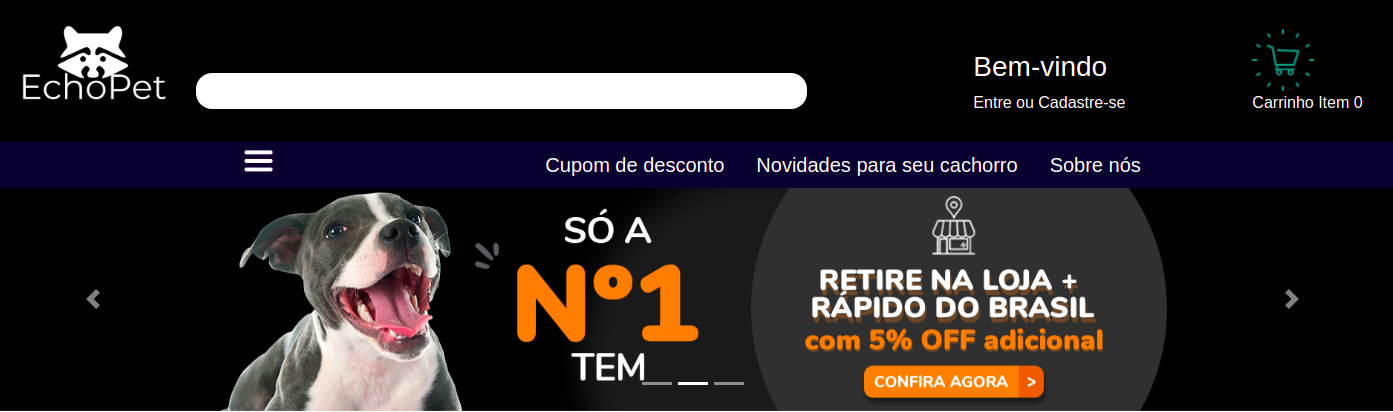 EchoPet
Bem-vindo
Entre ou Cadastre-se
Carrinho Item 0
Cupom de desconto
Novidades para seu cachorro
Sobre nós
SÓ A
Nº1
TEM
RETIRE NA LOJA +
RÁPIDO DO BRASIL
com 5% OFF adicional
CONFIRA AGORA >